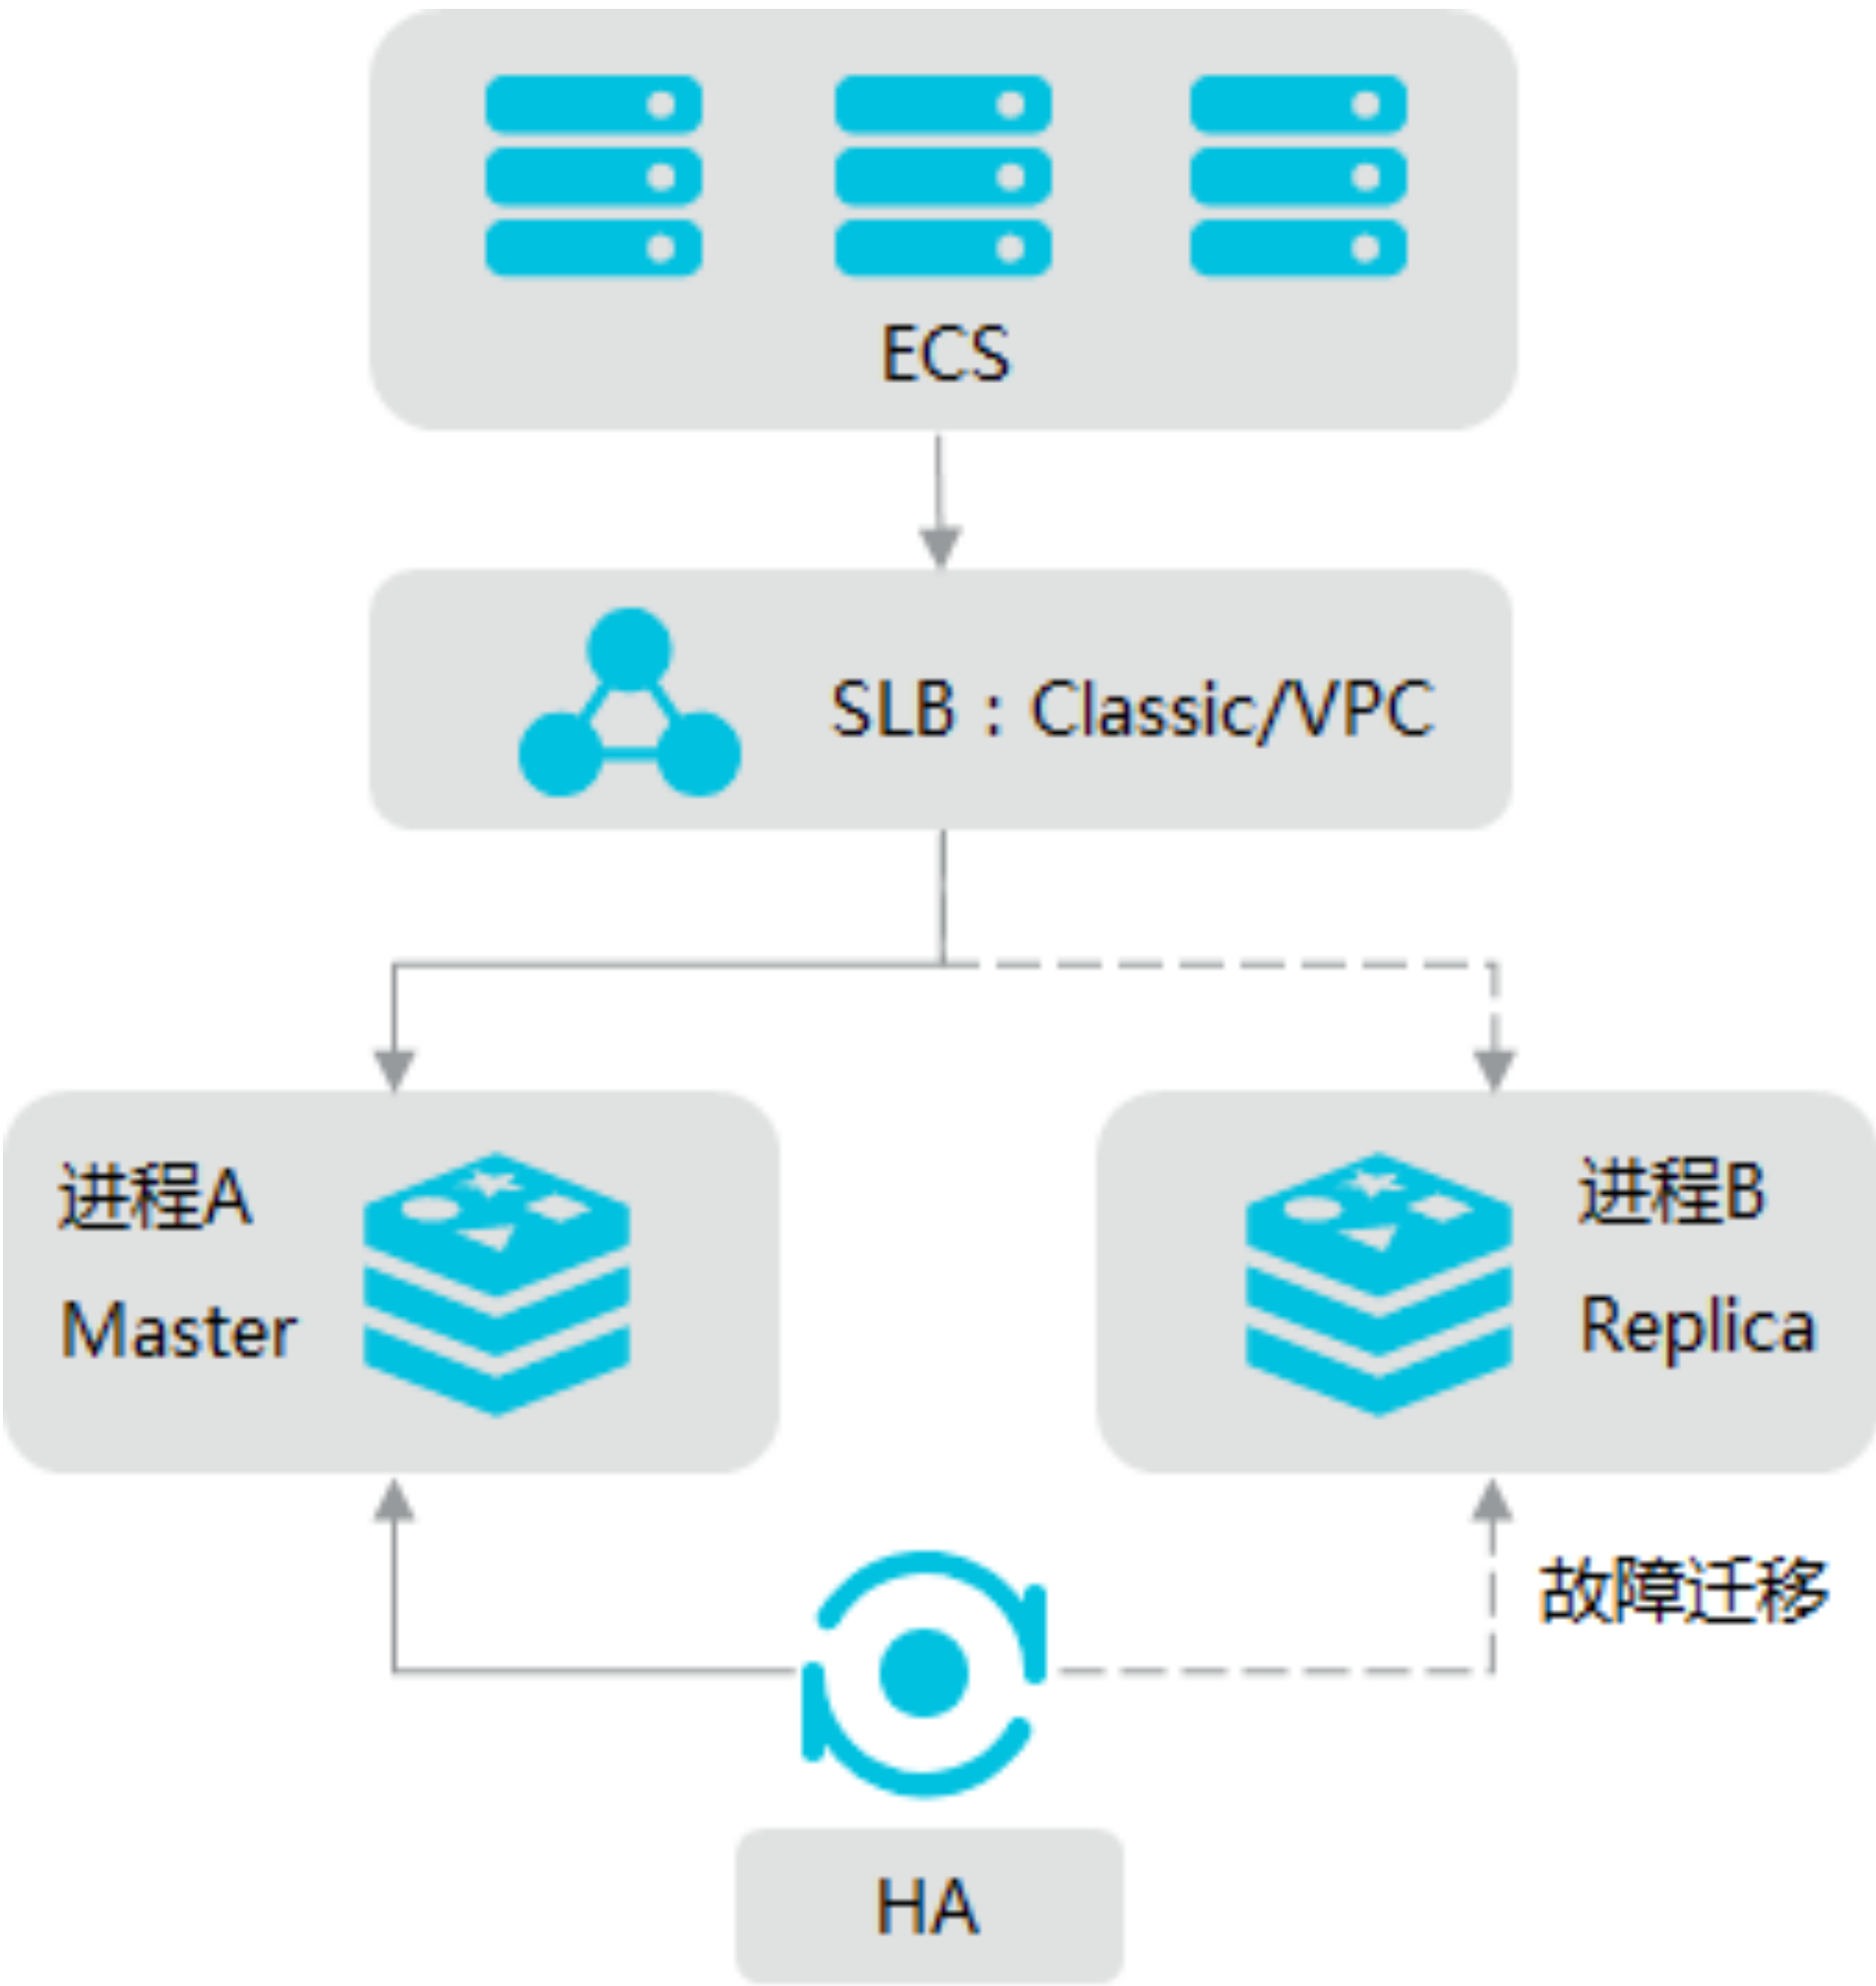 ECS
SLB：Classic/VPC
进程A
Master
进程B
Replica
故障迁移
HA